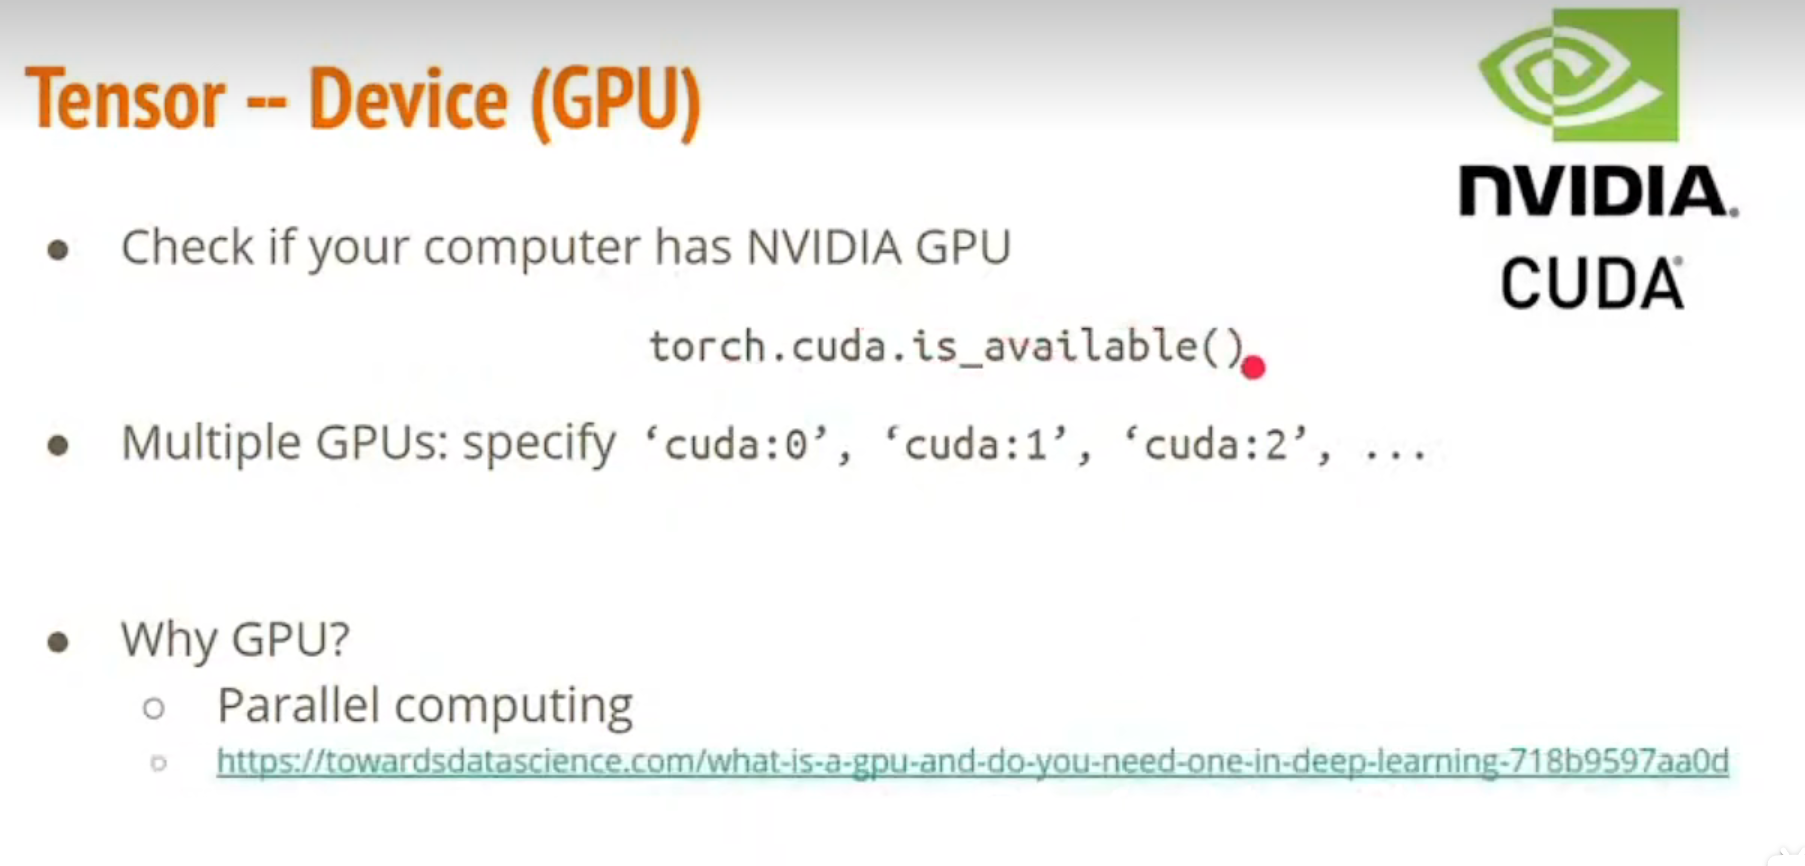 Tensor -- Device (GPU)
nVIDIA.
CUDA
● Check if your computer has NVIDIA GPU
torch.cuda.is_available()
● Multiple GPUs: specify ‘cuda:0’, ‘cuda:1’, ‘cuda:2’, ...
● Why GPU?
○ Parallel computing
○ https://towardsdatascience.com/what-is-a-gpu-and-do-you-need-one-in-deep-learning-718b9597aa0d